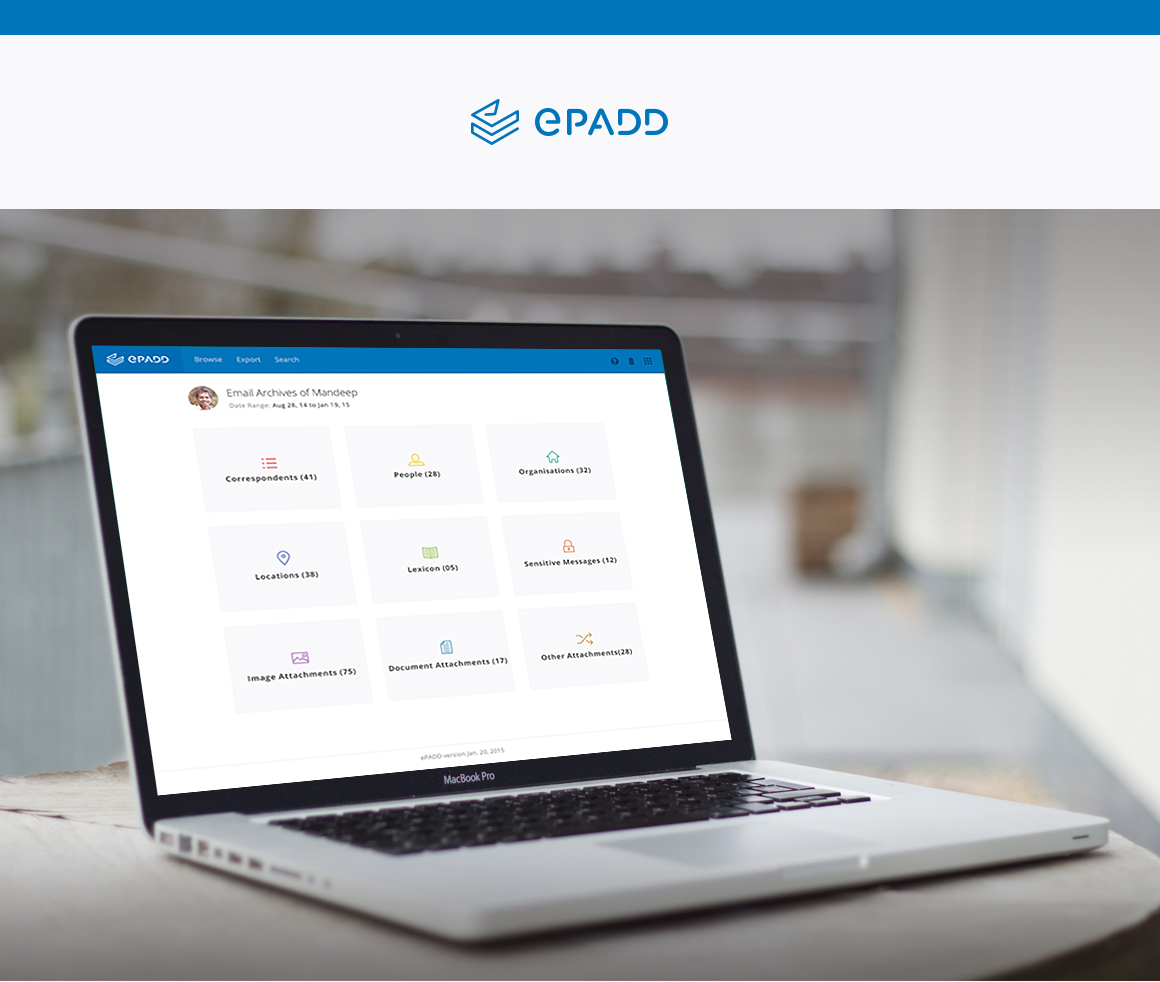 ePADD
ePADD Browse Export Search
Email Archives of Mandeep
Date Range: Aug 28, 14 to Jan 19, 15
Correspondents (41) People (28) Organisations (32)
Locations (38) Lexicon (05) Sensitive Messages (12)
Image Attachments (75) Document Attachments (17) Other Attachments(28)
ePADD version Jan. 20, 2015
MacBook Pro